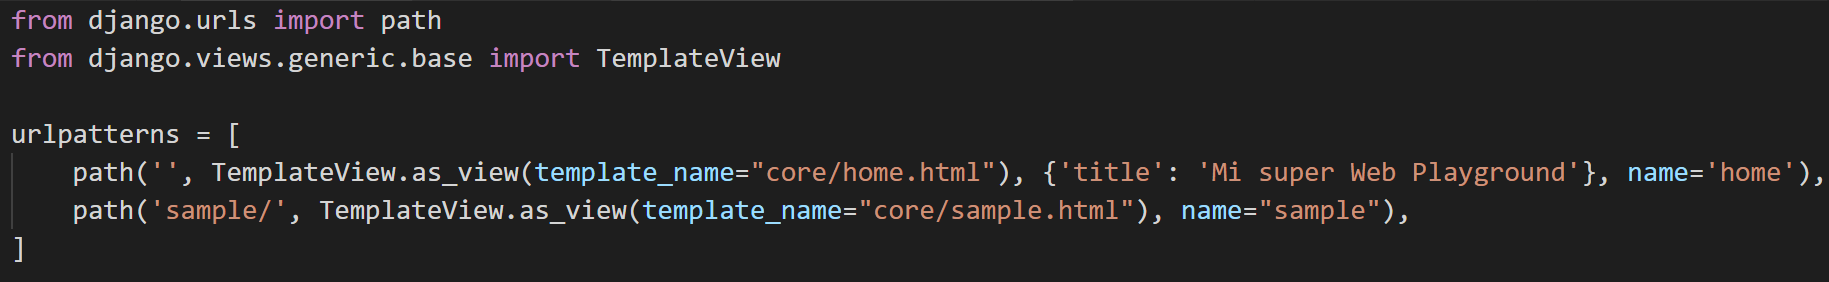 from django.urls import path
from django.views.generic.base import TemplateView

urlpatterns = [
    path('', TemplateView.as_view(template_name="core/home.html"), {'title': 'Mi super Web Playground'}, name='home'),
    path('sample/', TemplateView.as_view(template_name="core/sample.html"), name="sample"),
]